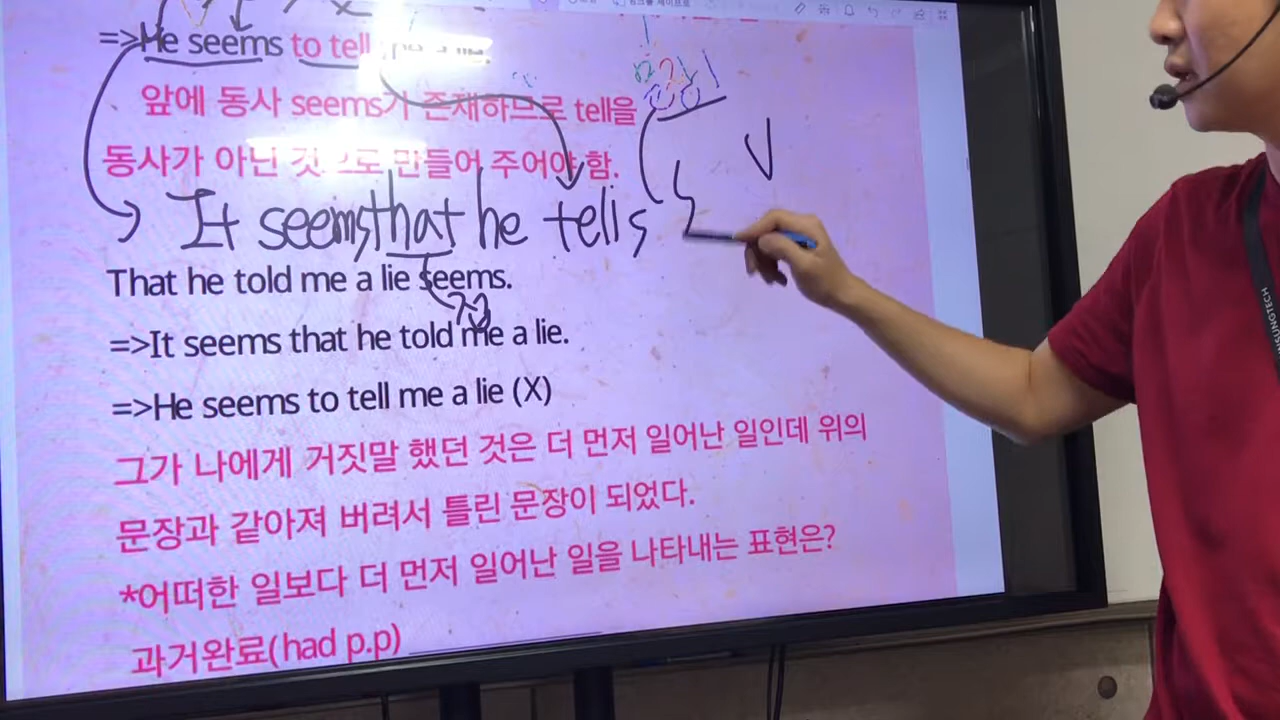 =>He seems to tell
앞에 동사 seems가 존재하므로 tell을
동사가 아닌 것으로 만들어 주어야 함.
It seems that he tells
That he told me a lie seems.
=>It seems that he told me a lie.
=>He seems to tell me a lie (X)
그가 나에게 거짓말 했던 것은 더 먼저 일어난 일인데 위의
문장과 같아져 버려서 틀린 문장이 되었다.
*어떠한 일보다 더 먼저 일어난 일을 나타내는 표현은?
과거완료(had p.p)